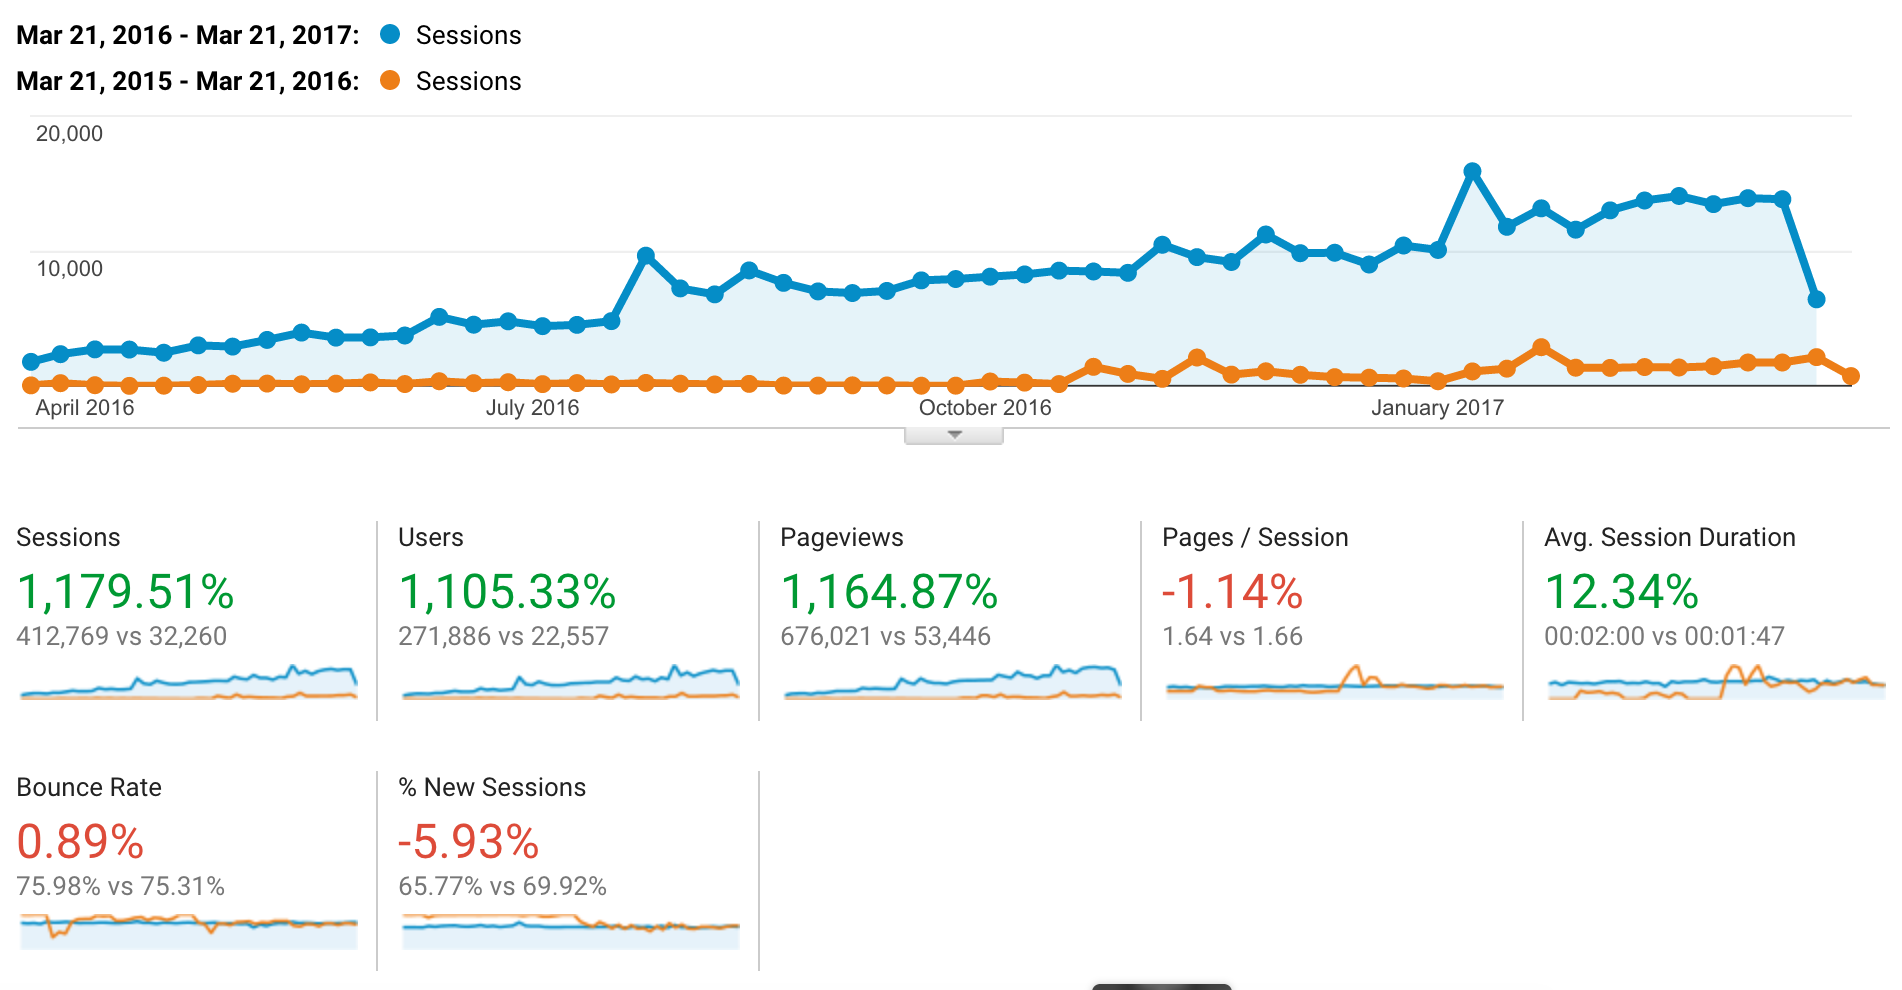 Mar 21, 2016 - Mar 21, 2017: Sessions
Mar 21, 2015 - Mar 21, 2016: Sessions
20,000
10,000
April 2016 July 2016 October 2016 January 2017
Sessions
1,179.51%
412,769 vs 32,260
Users
1,105.33%
271,886 vs 22,557
Pageviews
1,164.87%
676,021 vs 53,446
Pages / Session
-1.14%
1.64 vs 1.66
Avg. Session Duration
12.34%
00:02:00 vs 00:01:47
Bounce Rate
0.89%
75.98% vs 75.31%
% New Sessions
-5.93%
65.77% vs 69.92%